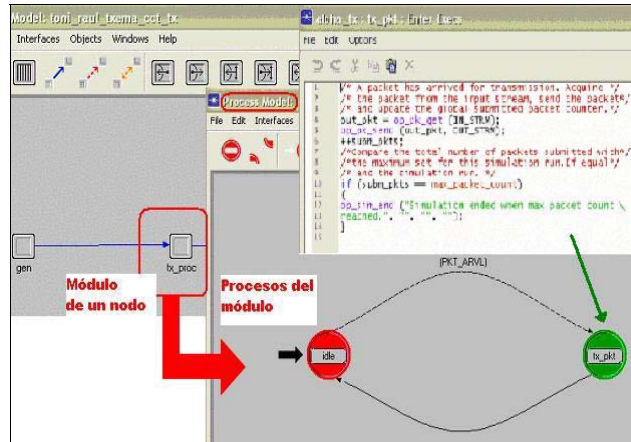 Model: toni_raul_txema_cct_tx
Interfaces Objects Windows Help
gen
tx_proc
Módulo
de un nodo
Process Model:
File Edit Interfaces
Procesos del
módulo
alpha_tx : tx_pkt : Enter Execs
File Edit Options
/* A packet has arrived for transmission. Acquire */
/* the packet from the input stream, send the packet*/
/* and update the global submitted packet counter. */
out_pkt = op_pk_get (IN_STRM);
op_pk_send (out_pkt, OUT_STRM);
++subm_pkts;
/*Compare the total number of packets submitted with*/
/*the maximum set for this simulation run.If equal*/
/* end the simulation run. */
if (subm_pkts == max_packet_count)
{
op_sim_end ("Simulation ended when max packet count \
reached.", "", "", "");
}
(PKT_ARVL)
idle
tx_pkt